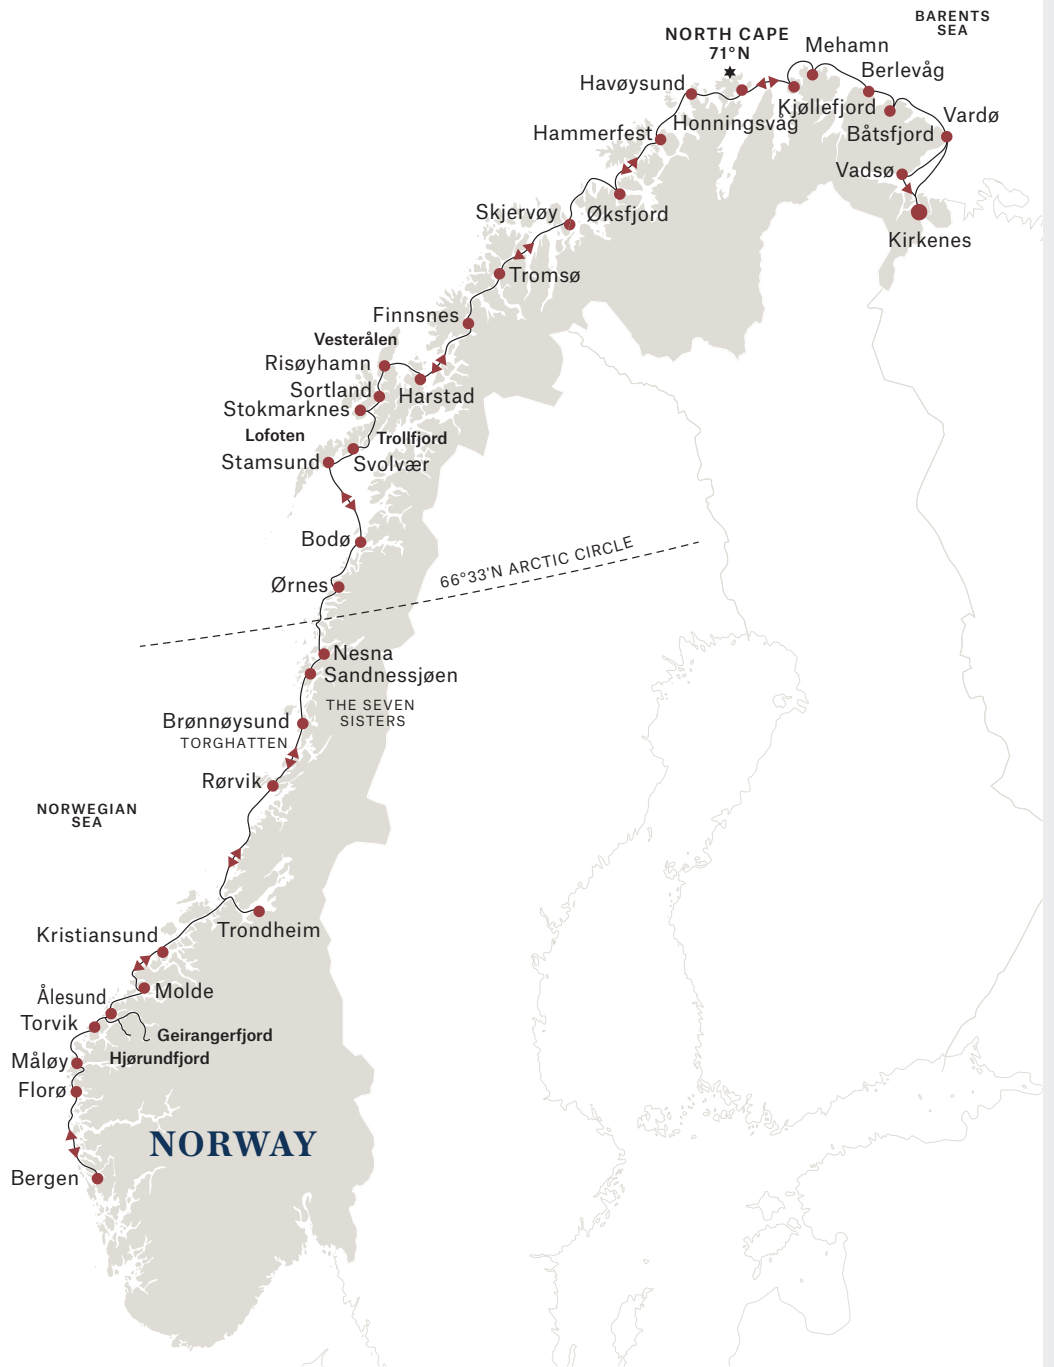 BARENTS
SEA
NORTH CAPE
71°N
Mehamn
Berlevåg
Havøysund
Kjøllefjord
Honningsvåg
Vardø
Hammerfest
Båtsfjord
Vadsø
Skjervøy
Øksfjord
Kirkenes
Tromsø
Finnsnes
Vesterålen
Risøyhamn
Sortland
Harstad
Stokmarknes
Lofoten
Trollfjord
Stamsund
Svolvær
Bodø
66°33'N ARCTIC CIRCLE
Ørnes
Nesna
Sandnessjøen
THE SEVEN
SISTERS
Brønnøysund
TORGHATTEN
Rørvik
NORWEGIAN
SEA
Trondheim
Kristiansund
Molde
Ålesund
Torvik
Geirangerfjord
Hjørundfjord
Måløy
Florø
NORWAY
Bergen